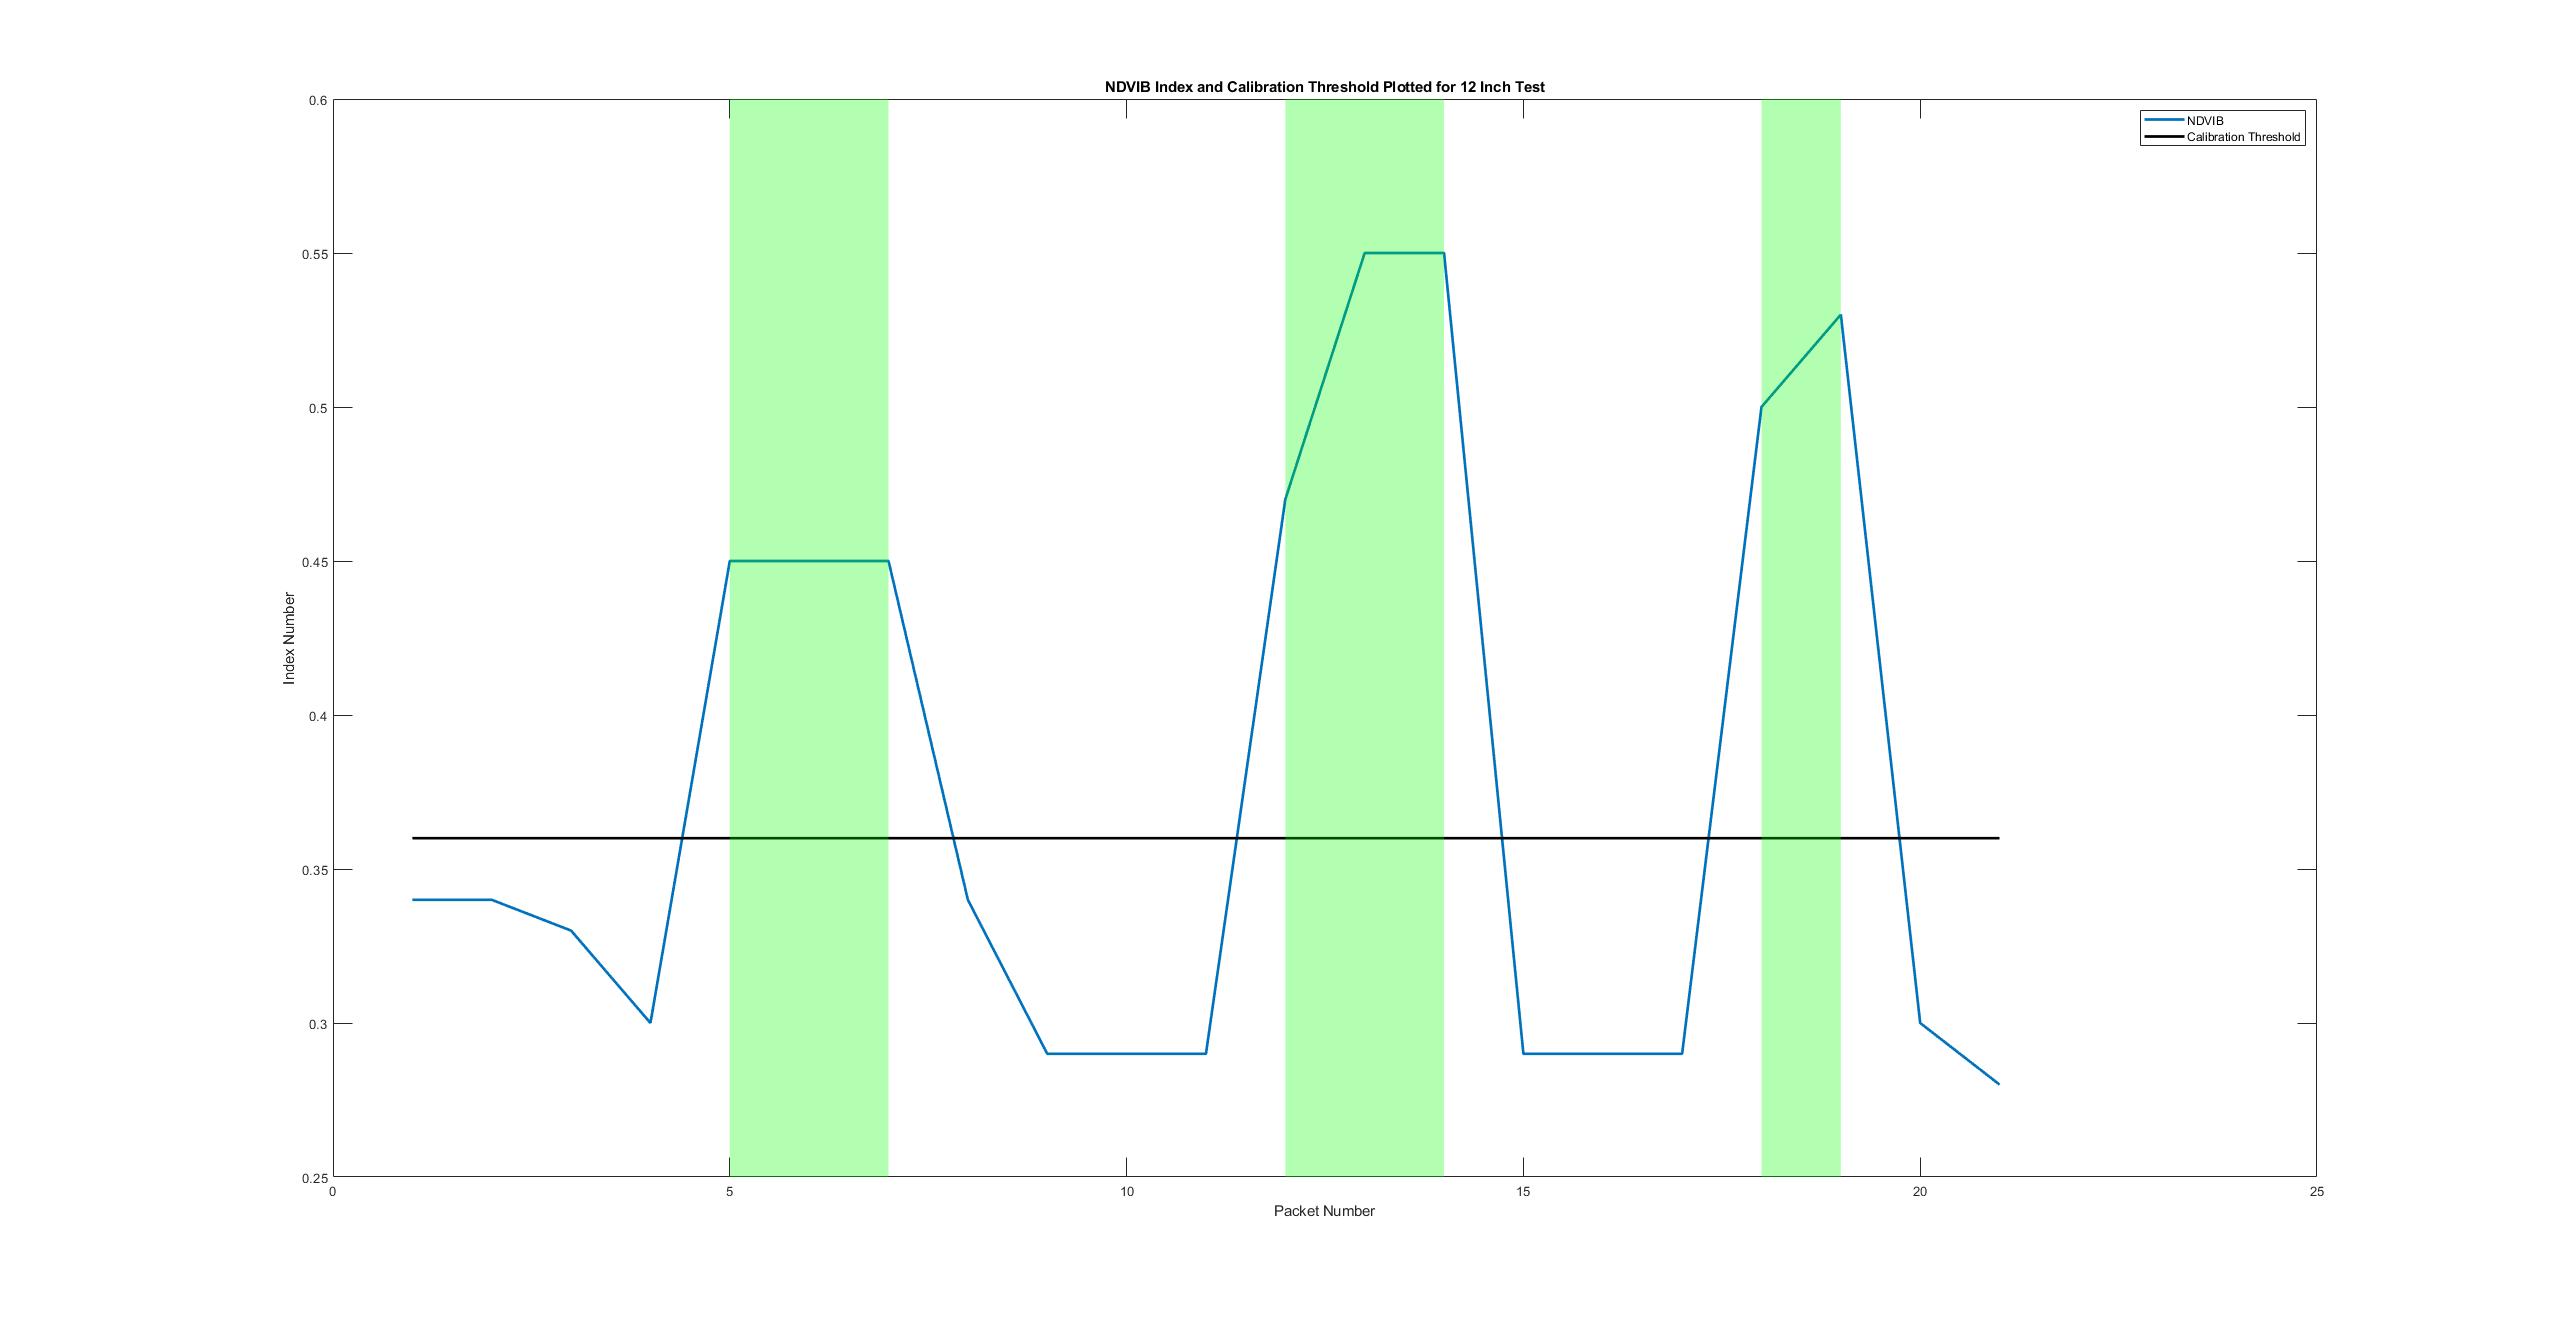 NDVIB Index and Calibration Threshold Plotted for 12 Inch Test
NDVIB
Calibration Threshold
0.6
0.55
0.5
0.45
0.4
0.35
0.3
0.25
Index Number
0 5 10 15 20 25
Packet Number